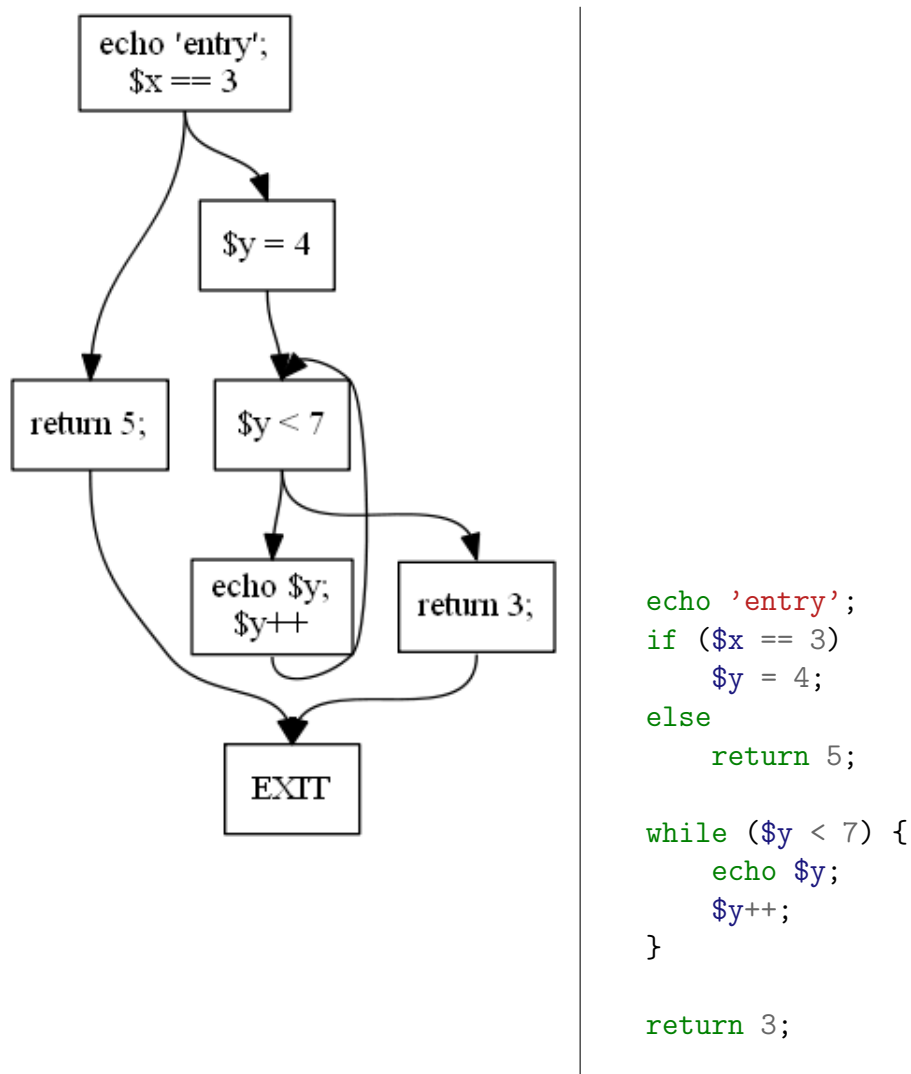 echo 'entry';
$x == 3
$y = 4
return 5;
$y < 7
echo $y;
$y++
return 3;
EXIT
echo ’entry’;
if ($x == 3)
    $y = 4;
else
    return 5;
while ($y < 7) {
    echo $y;
    $y++;
}
return 3;